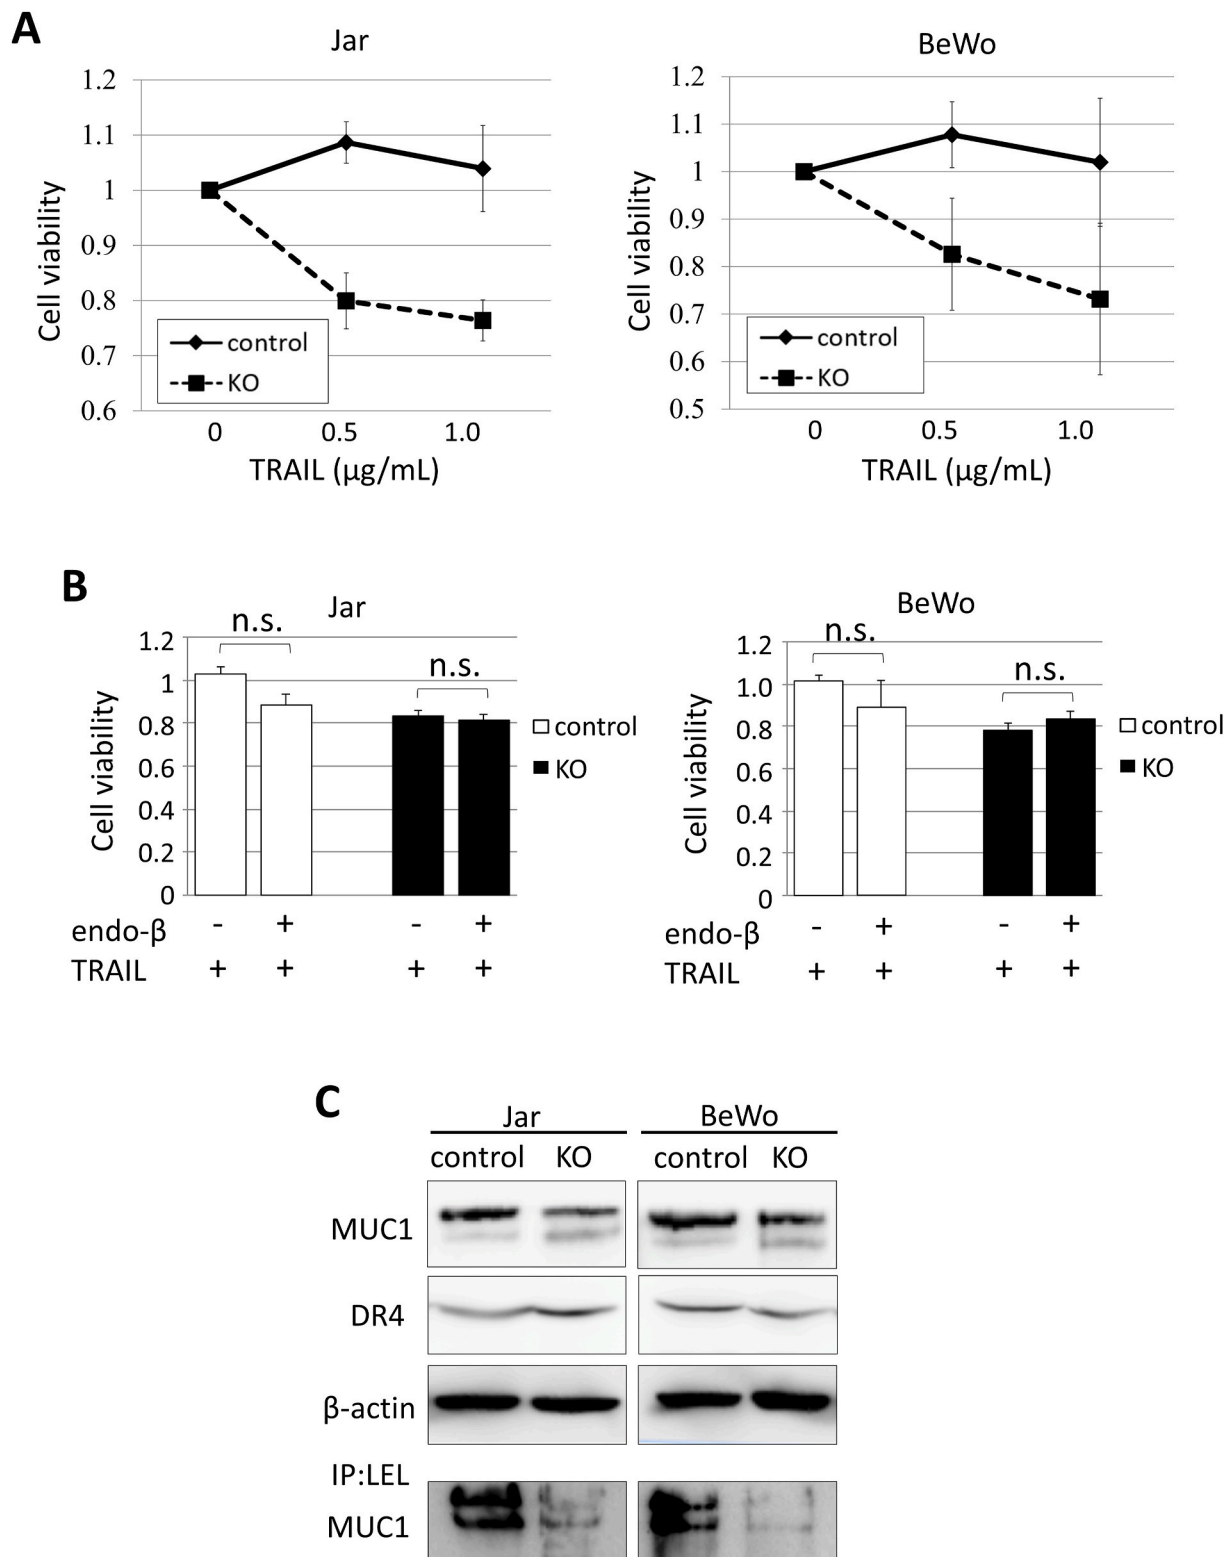 A
Jar
BeWo
Cell viability
1.2
1.1
1
0.9
0.8
0.7
0.6
control
KO
0 0.5 1.0
TRAIL (μg/mL)
Cell viability
1.2
1.1
1
0.9
0.8
0.7
0.6
0.5
control
KO
0 0.5 1.0
TRAIL (μg/mL)
B
Jar
n.s.
n.s.
Cell viability
1.2
1
0.8
0.6
0.4
0.2
0
control
KO
endo-β - + - +
TRAIL + + + +
BeWo
n.s.
n.s.
Cell viability
1.2
1.0
0.8
0.6
0.4
0.2
0
control
KO
endo-β - + - +
TRAIL + + + +
C
Jar BeWo
control KO control KO
MUC1
DR4
β-actin
IP:LEL
MUC1